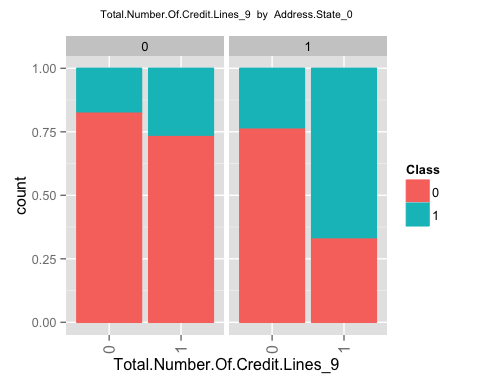 Total.Number.Of.Credit.Lines_9 by Address.State_0
0 1
1.00
0.75
0.50
0.25
0.00
count
0 1 0 1
Total.Number.Of.Credit.Lines_9
Class
0
1